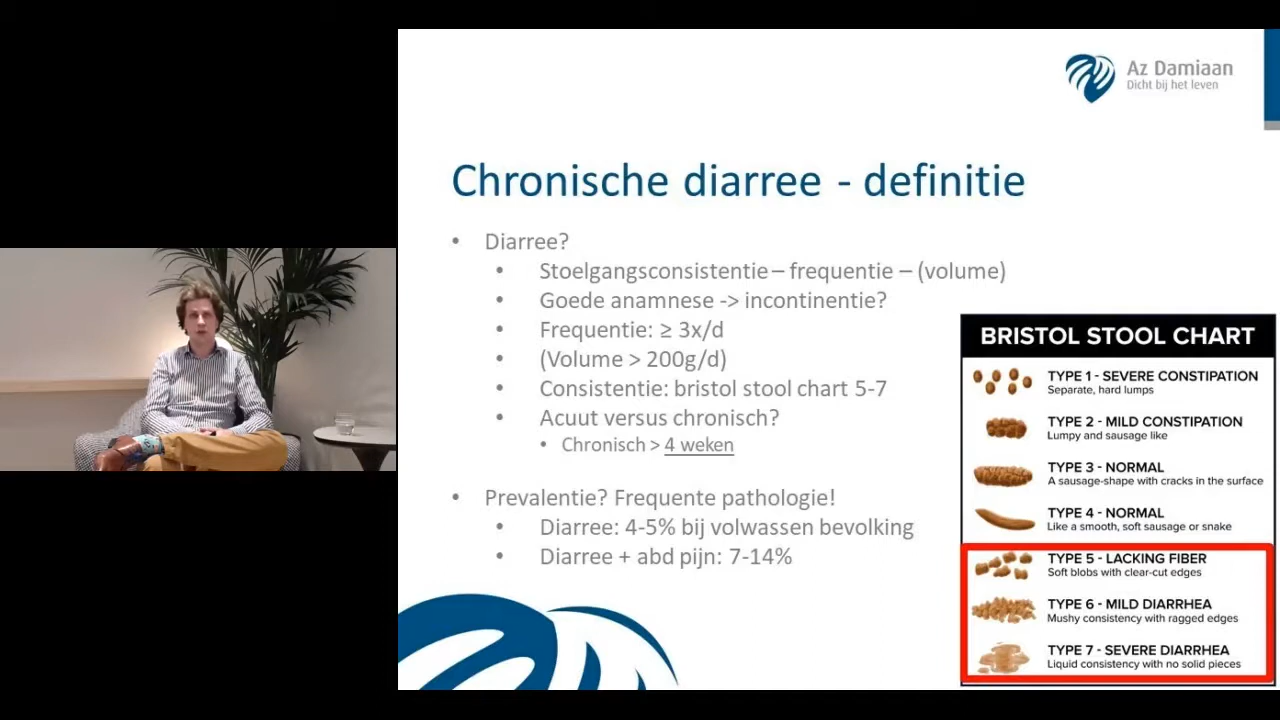 Az Damiaan
Dicht bij het leven
Chronische diarree - definitie
• Diarree?
• Stoelgangsconsistentie – frequentie – (volume)
• Goede anamnese -> incontinentie?
• Frequentie: ≥ 3x/d
• (Volume > 200g/d)
• Consistentie: bristol stool chart 5-7
• Acuut versus chronisch?
• Chronisch > 4 weken
• Prevalentie? Frequente pathologie!
• Diarree: 4-5% bij volwassen bevolking
• Diarree + abd pijn: 7-14%
BRISTOL STOOL CHART
TYPE 1 - SEVERE CONSTIPATION
Separate, hard lumps
TYPE 2 - MILD CONSTIPATION
Lumpy and sausage like
TYPE 3 - NORMAL
A sausage-shape with cracks in the surface
TYPE 4 - NORMAL
Like a smooth, soft sausage or snake
TYPE 5 - LACKING FIBER
Soft blobs with clear-cut edges
TYPE 6 - MILD DIARRHEA
Mushy consistency with ragged edges
TYPE 7 - SEVERE DIARRHEA
Liquid consistency with no solid pieces